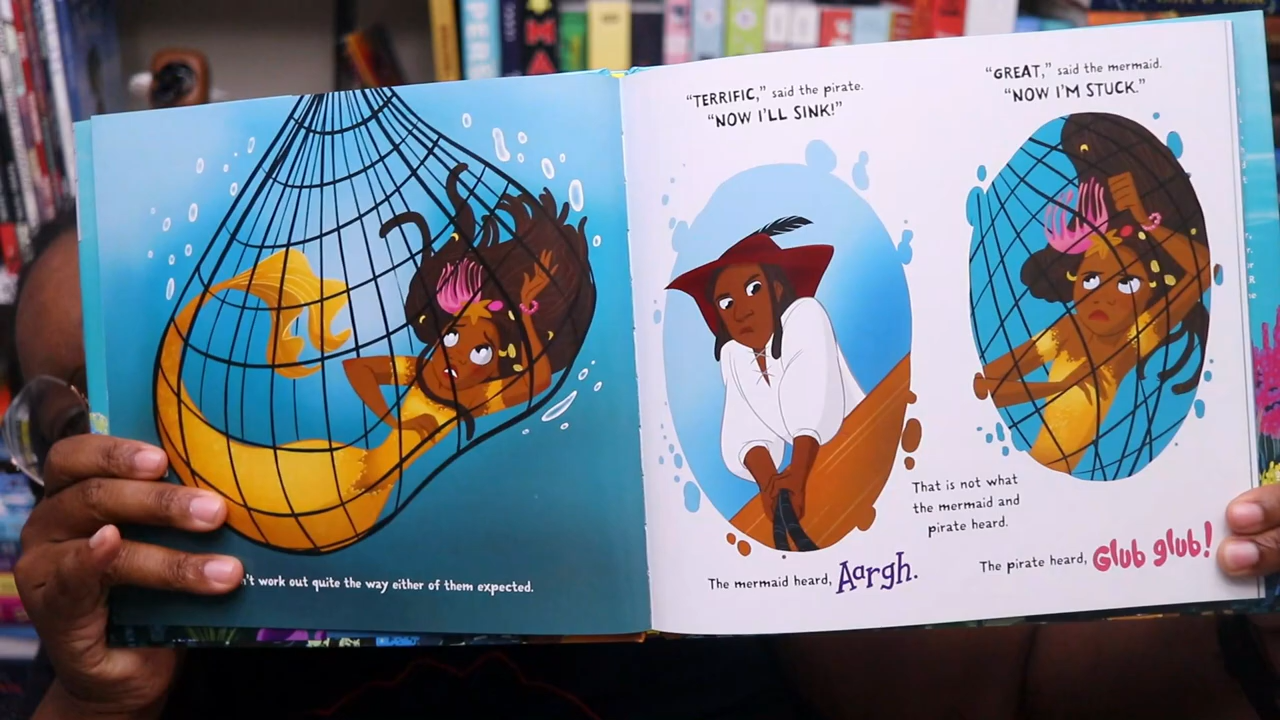 't work out quite the way either of them expected.
"TERRIFIC," said the pirate.
"NOW I'LL SINK!"
The mermaid heard, Aargh.
"GREAT," said the mermaid.
"NOW I'M STUCK."
That is not what
the mermaid and
pirate heard.
The pirate heard, Glub glub!